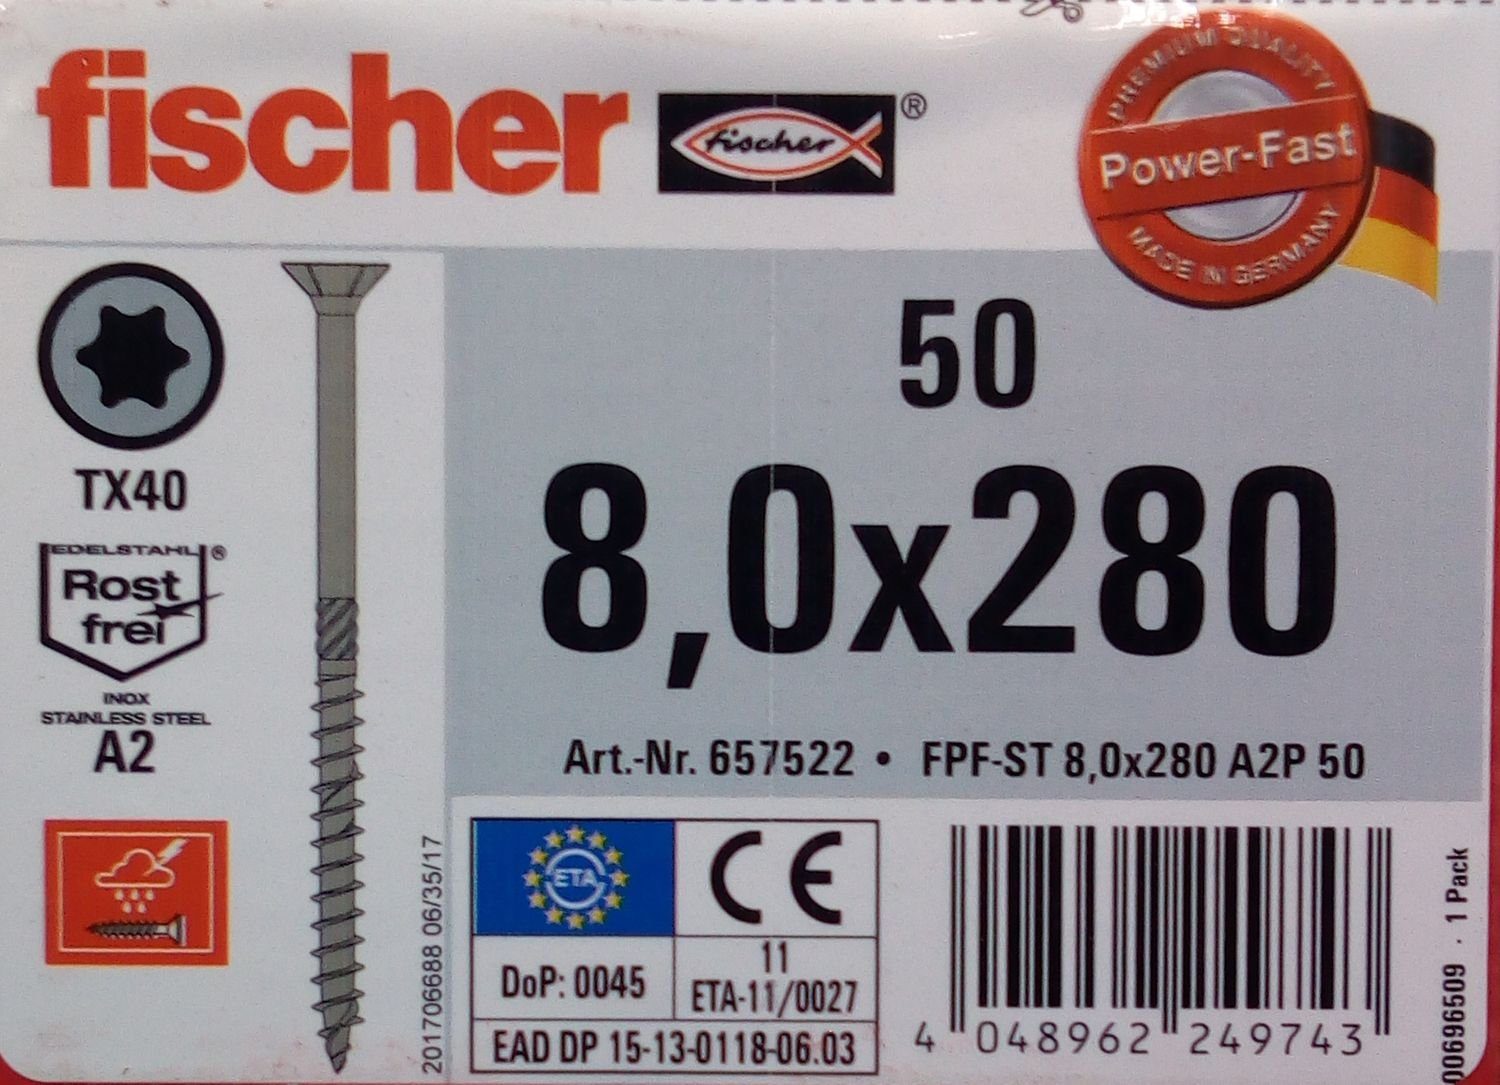 fischer fischer ®
PREMIUM QUALITY
Power-Fast
MADE IN GERMANY
TX40
EDELSTAHL ®
Rost
frei
INOX
STAINLESS STEEL
A2
50
8,0x280
Art.-Nr. 657522 • FPF-ST 8,0x280 A2P 50
201706688 06/35/17
ETA
CE
DoP: 0045
11
ETA-11/0027
EAD DP 15-13-0118-06.03
4 048962 249743
00696509 · 1 Pack